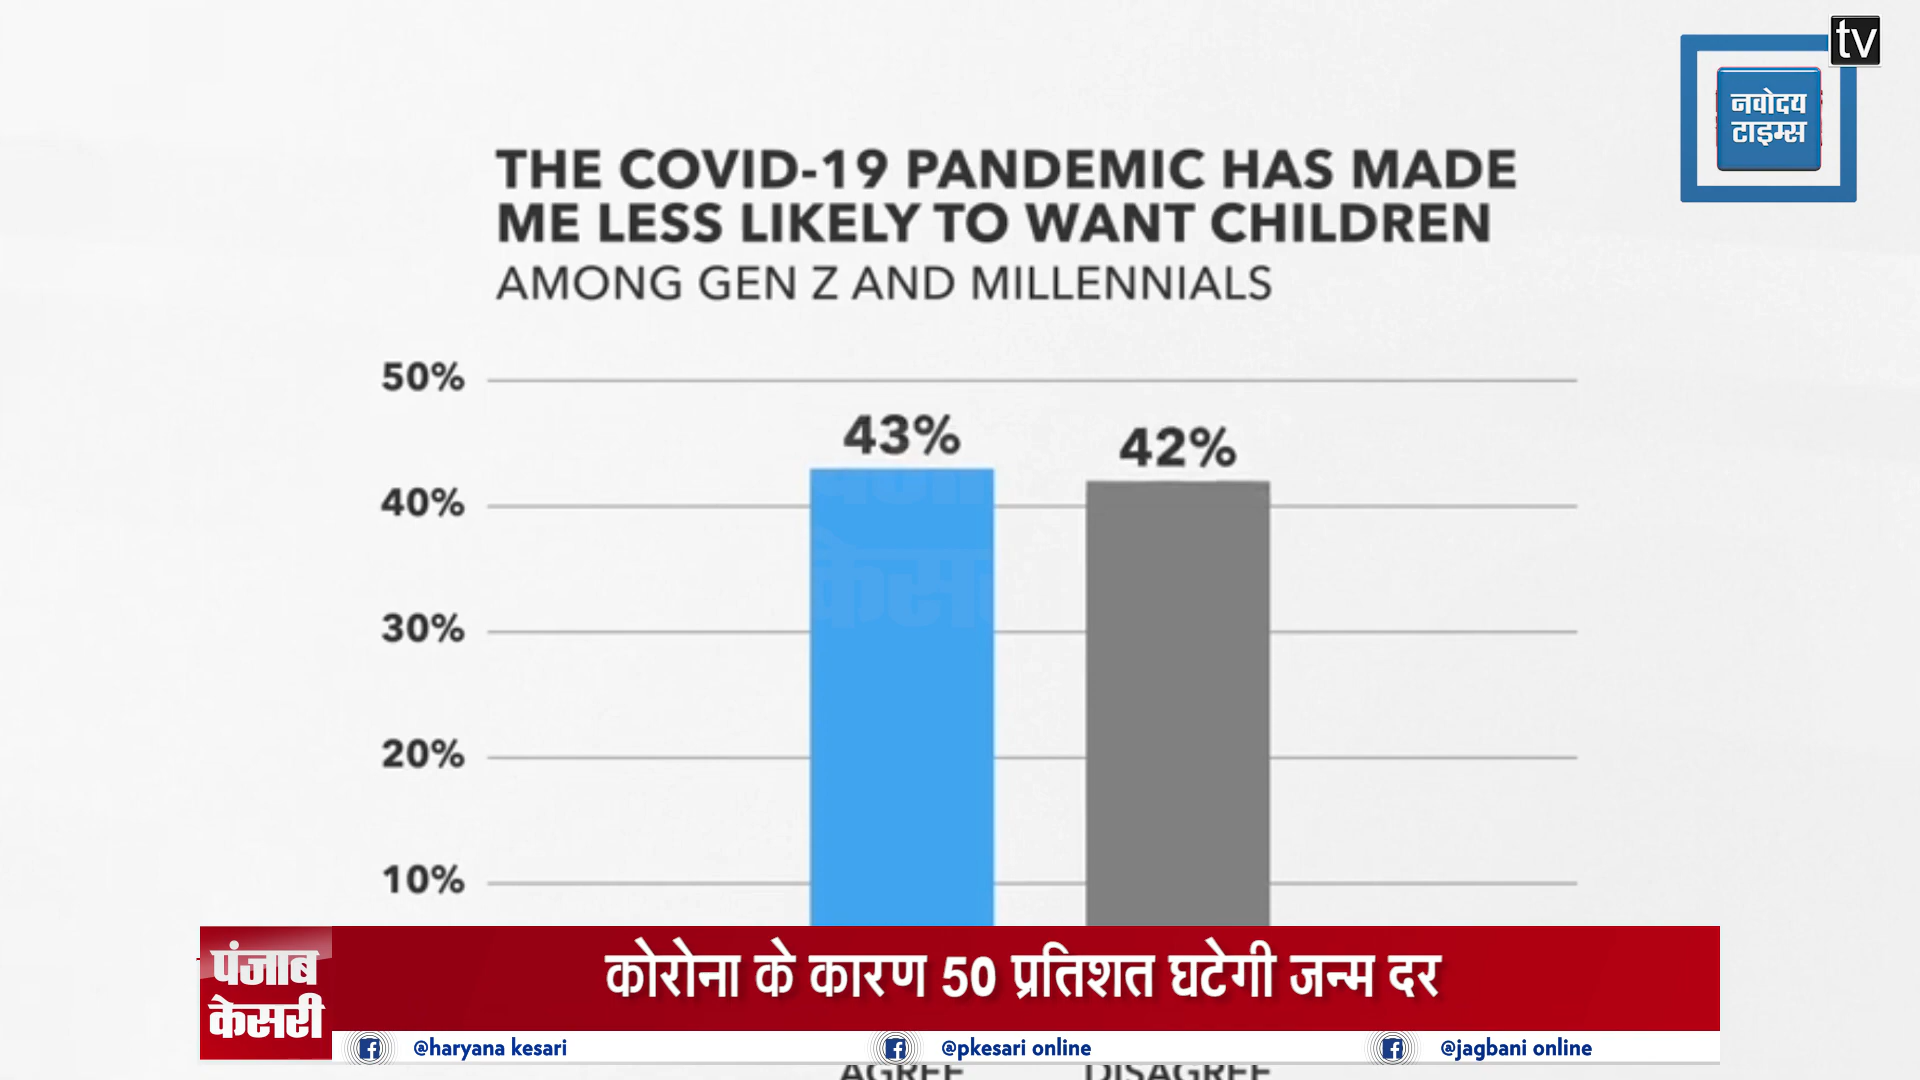 tv
नवोदय
टाइम्स
THE COVID-19 PANDEMIC HAS MADE
ME LESS LIKELY TO WANT CHILDREN
AMONG GEN Z AND MILLENNIALS
50%
43%
42%
40%
30%
20%
10%
पंजाब
केसरी
कोरोना के कारण 50 प्रतिशत घटेगी जन्म दर
@haryana kesari
@pkesari online
@jagbani online
AGREE
DISAGREE